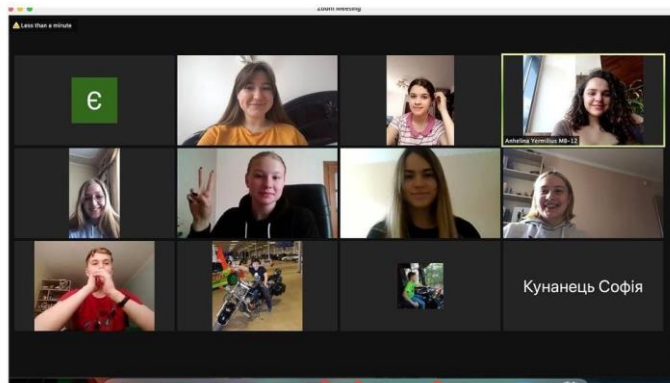 Zoom Meeting
Less than a minute
Є
Anhelina Yermilius MB-12
Кунанець Софія